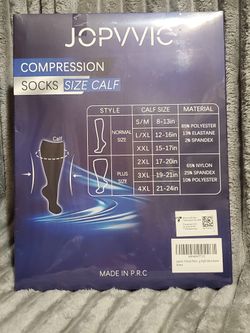 JOPVVIC
COMPRESSION
SOCKS SIZE CALF
STYLE CALF SIZE MATERIAL
Calf
NORMAL SIZE
S/M 8-13in
L/XL 12-16in
XXL 15-17in
65% POLYESTER
13% ELASTANE
2% SPANDEX
PLUS SIZE
2XL 17-20in
3XL 19-21in
4XL 21-24in
65% NYLON
25% SPANDEX
10% POLYESTER
MADE IN P.R.C